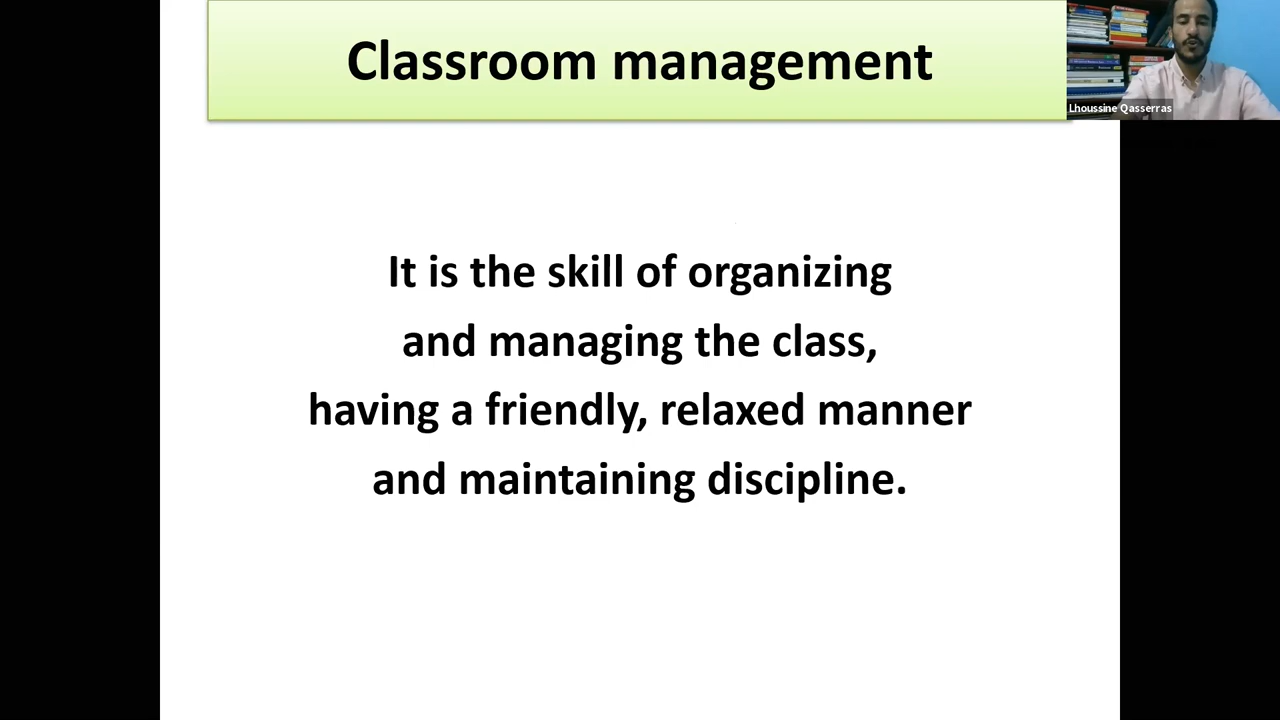 Classroom management
Lhoussine Qasserras
It is the skill of organizing
and managing the class,
having a friendly, relaxed manner
and maintaining discipline.